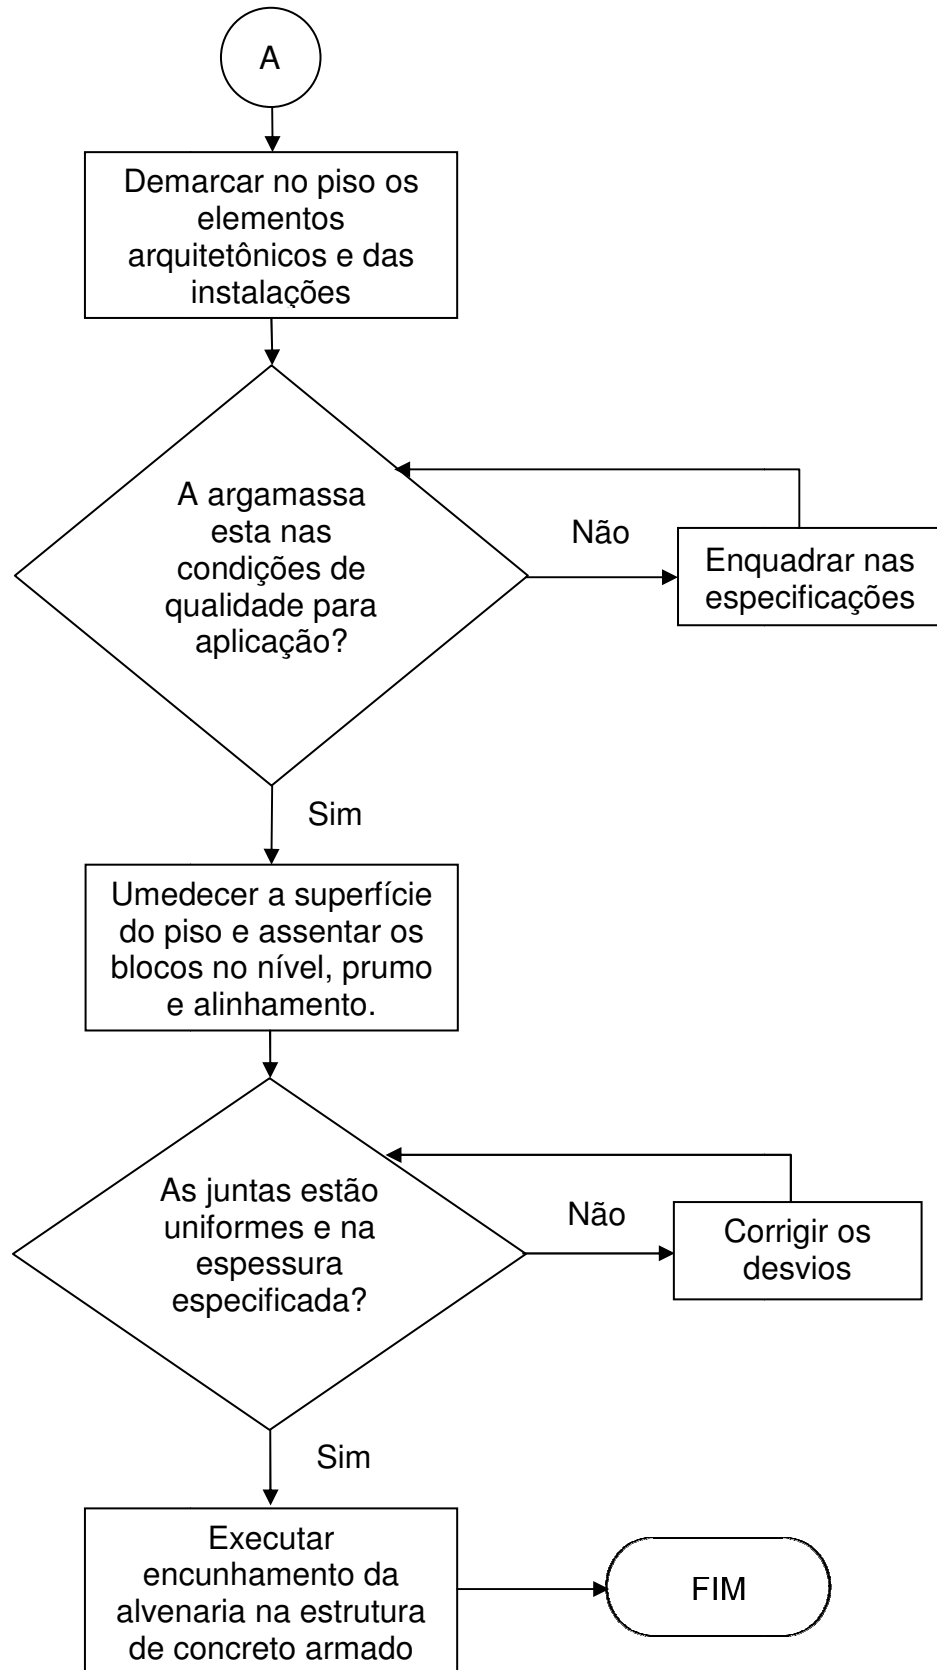 A
Demarcar no piso os
elementos
arquitetônicos e das
instalações
A argamassa
esta nas
condições de
qualidade para
aplicação?
Não
Enquadrar nas
especificações
Sim
Umedecer a superfície
do piso e assentar os
blocos no nível, prumo
e alinhamento.
As juntas estão
uniformes e na
espessura
especificada?
Não
Corrigir os
desvios
Sim
Executar
encunhamento da
alvenaria na estrutura
de concreto armado
FIM